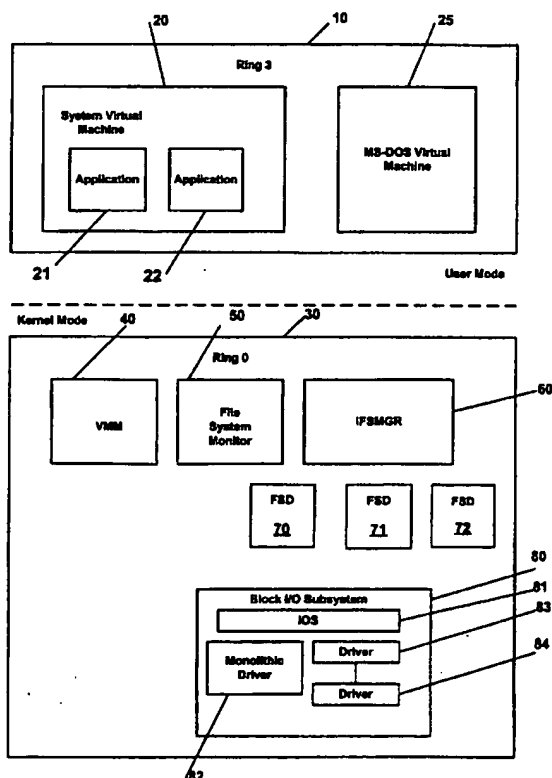 20
10
25
Ring 3
System Virtual
Machine
Application
Application
MS-DOS Virtual
Machine
21
22
User Mode
Kernel Mode
40
50
30
Ring 0
60
VMM
File
System
Monitor
IFSMGR
FSD
70
FSD
71
FSD
72
80
81
83
84
Block I/O Subsystem
IOS
Monolithic
Driver
Driver
Driver
82